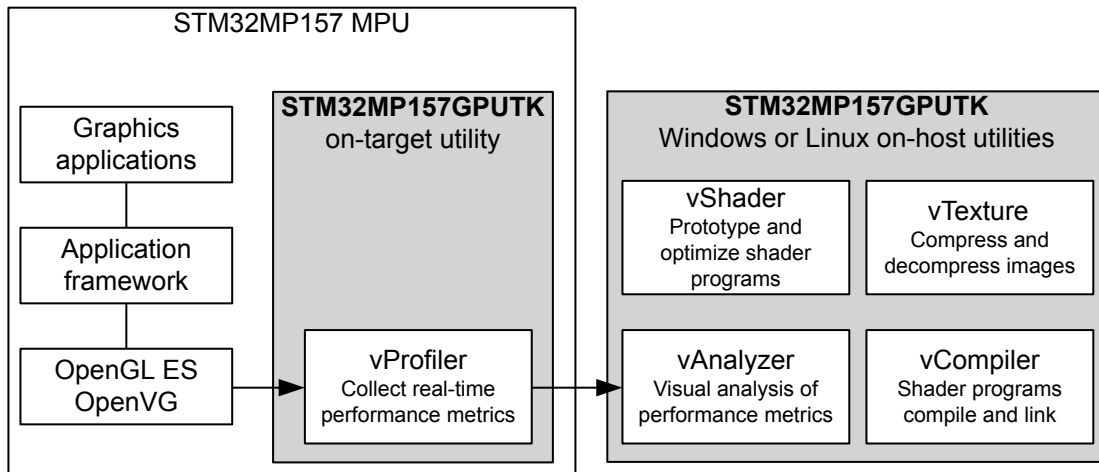 STM32MP157 MPU
Graphics
applications
Application
framework
OpenGL ES
OpenVG
STM32MP157GPUTK
on-target utility
vProfiler
Collect real-time
performance metrics
STM32MP157GPUTK
Windows or Linux on-host utilities
vShader
Prototype and
optimize shader
programs
vTexture
Compress and
decompress images
vAnalyzer
Visual analysis of
performance metrics
vCompiler
Shader programs
compile and link